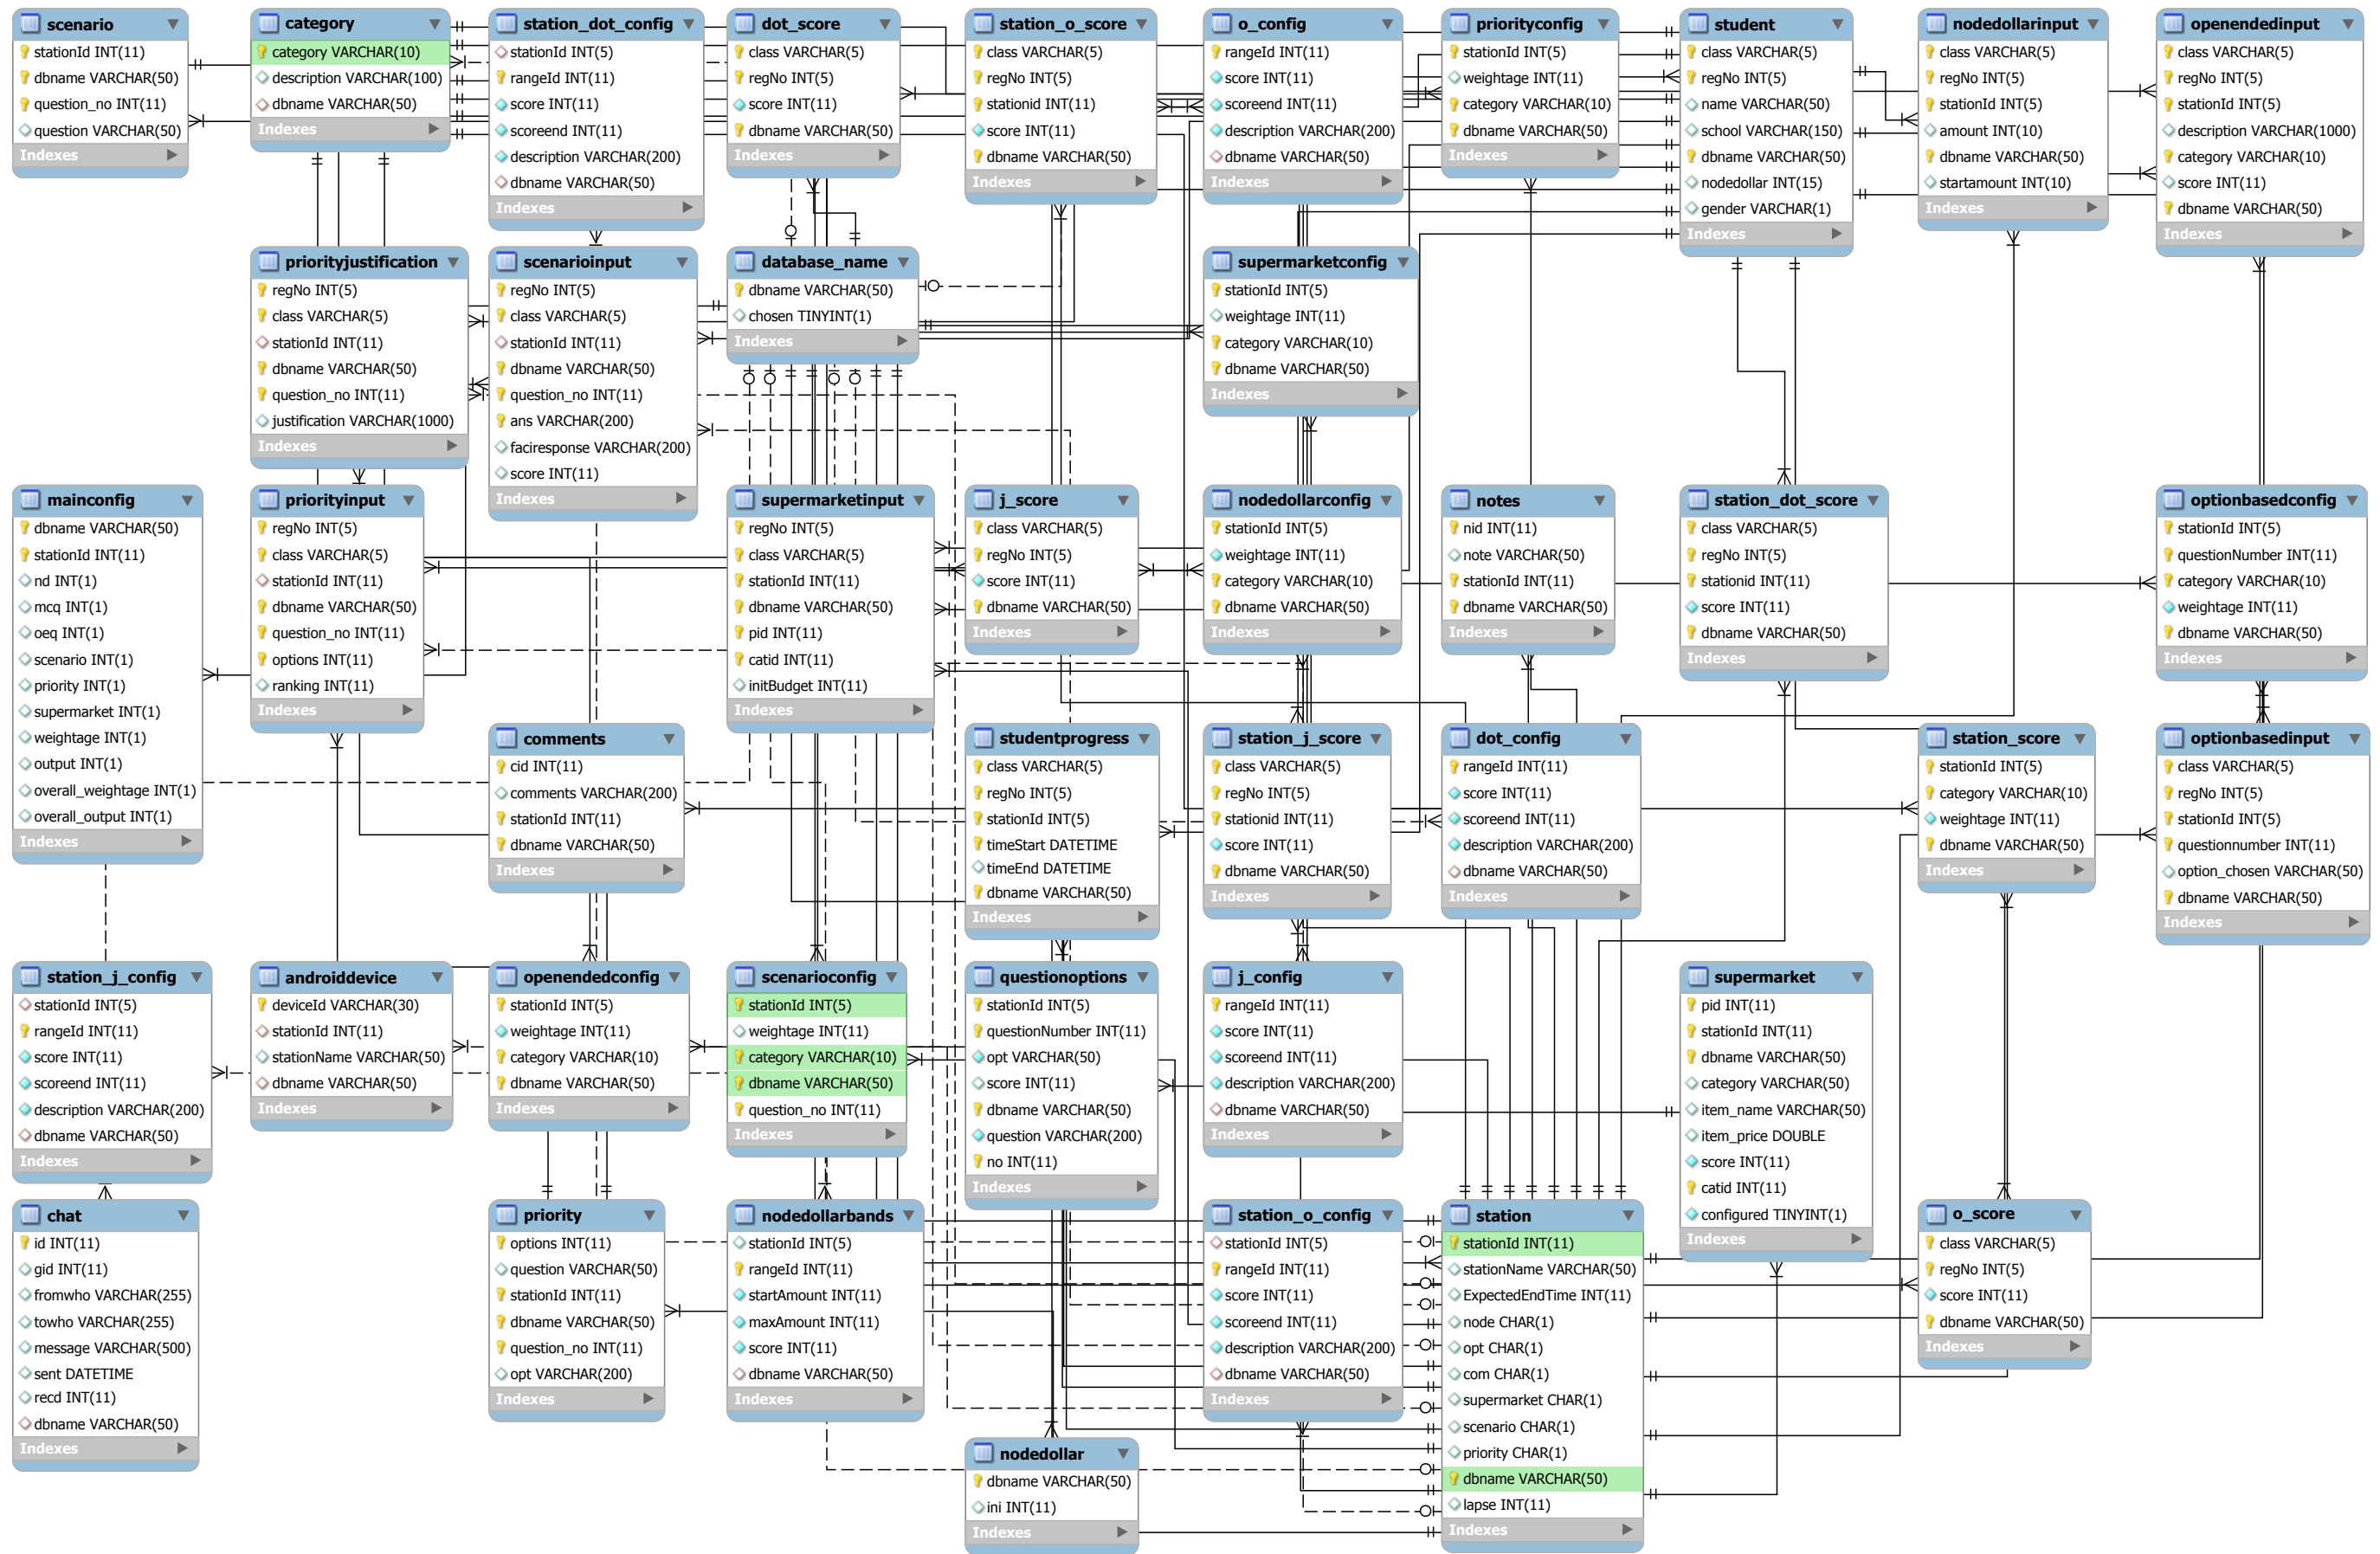 scenario
stationId INT(11)
dbname VARCHAR(50)
question_no INT(11)
question VARCHAR(50)
Indexes
category
category VARCHAR(10)
description VARCHAR(100)
dbname VARCHAR(50)
Indexes
station_dot_config
stationId INT(5)
rangeId INT(11)
score INT(11)
scoreend INT(11)
description VARCHAR(200)
dbname VARCHAR(50)
Indexes
dot_score
class VARCHAR(5)
regNo INT(5)
score INT(11)
dbname VARCHAR(50)
Indexes
station_o_score
class VARCHAR(5)
regNo INT(5)
stationid INT(11)
score INT(11)
dbname VARCHAR(50)
Indexes
o_config
rangeId INT(11)
score INT(11)
scoreend INT(11)
description VARCHAR(200)
dbname VARCHAR(50)
Indexes
priorityconfig
stationId INT(5)
weightage INT(11)
category VARCHAR(10)
dbname VARCHAR(50)
Indexes
student
class VARCHAR(5)
regNo INT(5)
name VARCHAR(50)
school VARCHAR(150)
dbname VARCHAR(50)
nodedollar INT(15)
gender VARCHAR(1)
Indexes
nodedollarinput
class VARCHAR(5)
regNo INT(5)
stationId INT(5)
amount INT(10)
dbname VARCHAR(50)
startamount INT(10)
Indexes
openendedinput
class VARCHAR(5)
regNo INT(5)
stationId INT(5)
description VARCHAR(1000)
category VARCHAR(10)
score INT(11)
dbname VARCHAR(50)
Indexes
priorityjustification
regNo INT(5)
class VARCHAR(5)
stationId INT(11)
dbname VARCHAR(50)
question_no INT(11)
justification VARCHAR(1000)
Indexes
scenarioinput
regNo INT(5)
class VARCHAR(5)
stationId INT(11)
dbname VARCHAR(50)
question_no INT(11)
ans VARCHAR(200)
faciresponse VARCHAR(200)
score INT(11)
Indexes
database_name
dbname VARCHAR(50)
chosen TINYINT(1)
Indexes
supermarketconfig
stationId INT(5)
weightage INT(11)
category VARCHAR(10)
dbname VARCHAR(50)
Indexes
mainconfig
dbname VARCHAR(50)
stationId INT(11)
nd INT(1)
mcq INT(1)
oeq INT(1)
scenario INT(1)
priority INT(1)
supermarket INT(1)
weightage INT(1)
output INT(1)
overall_weightage INT(1)
overall_output INT(1)
Indexes
priorityinput
regNo INT(5)
class VARCHAR(5)
stationId INT(11)
dbname VARCHAR(50)
question_no INT(11)
options INT(11)
ranking INT(11)
Indexes
supermarketinput
regNo INT(5)
class VARCHAR(5)
stationId INT(11)
dbname VARCHAR(50)
pid INT(11)
catid INT(11)
initBudget INT(11)
Indexes
j_score
class VARCHAR(5)
regNo INT(5)
score INT(11)
dbname VARCHAR(50)
Indexes
nodedollarconfig
stationId INT(5)
weightage INT(11)
category VARCHAR(10)
dbname VARCHAR(50)
Indexes
notes
nid INT(11)
note VARCHAR(50)
stationId INT(11)
dbname VARCHAR(50)
Indexes
station_dot_score
class VARCHAR(5)
regNo INT(5)
stationid INT(11)
score INT(11)
dbname VARCHAR(50)
Indexes
optionbasedconfig
stationId INT(5)
questionNumber INT(11)
category VARCHAR(10)
weightage INT(11)
dbname VARCHAR(50)
Indexes
comments
cid INT(11)
comments VARCHAR(200)
stationId INT(11)
dbname VARCHAR(50)
Indexes
studentprogress
class VARCHAR(5)
regNo INT(5)
stationId INT(5)
timeStart DATETIME
timeEnd DATETIME
dbname VARCHAR(50)
Indexes
station_j_score
class VARCHAR(5)
regNo INT(5)
stationid INT(11)
score INT(11)
dbname VARCHAR(50)
Indexes
dot_config
rangeId INT(11)
score INT(11)
scoreend INT(11)
description VARCHAR(200)
dbname VARCHAR(50)
Indexes
station_score
stationId INT(5)
category VARCHAR(10)
weightage INT(11)
dbname VARCHAR(50)
Indexes
optionbasedinput
class VARCHAR(5)
regNo INT(5)
stationId INT(5)
questionnumber INT(11)
option_chosen VARCHAR(50)
dbname VARCHAR(50)
Indexes
station_j_config
stationId INT(5)
rangeId INT(11)
score INT(11)
scoreend INT(11)
description VARCHAR(200)
dbname VARCHAR(50)
Indexes
androiddevice
deviceId VARCHAR(30)
stationId INT(11)
stationName VARCHAR(50)
dbname VARCHAR(50)
Indexes
openendedconfig
stationId INT(5)
weightage INT(11)
category VARCHAR(10)
dbname VARCHAR(50)
Indexes
scenarioconfig
stationId INT(5)
weightage INT(11)
category VARCHAR(10)
dbname VARCHAR(50)
question_no INT(11)
Indexes
questionoptions
stationId INT(5)
questionNumber INT(11)
opt VARCHAR(50)
score INT(11)
dbname VARCHAR(50)
question VARCHAR(200)
no INT(11)
Indexes
j_config
rangeId INT(11)
score INT(11)
scoreend INT(11)
description VARCHAR(200)
dbname VARCHAR(50)
Indexes
supermarket
pid INT(11)
stationId INT(11)
dbname VARCHAR(50)
category VARCHAR(50)
item_name VARCHAR(50)
item_price DOUBLE
score INT(11)
catid INT(11)
configured TINYINT(1)
Indexes
chat
id INT(11)
gid INT(11)
fromwho VARCHAR(255)
towho VARCHAR(255)
message VARCHAR(500)
sent DATETIME
recd INT(11)
dbname VARCHAR(50)
Indexes
priority
options INT(11)
question VARCHAR(50)
stationId INT(11)
dbname VARCHAR(50)
question_no INT(11)
opt VARCHAR(200)
Indexes
nodedollarbands
stationId INT(5)
rangeId INT(11)
startAmount INT(11)
maxAmount INT(11)
score INT(11)
dbname VARCHAR(50)
Indexes
station_o_config
stationId INT(5)
rangeId INT(11)
score INT(11)
scoreend INT(11)
description VARCHAR(200)
dbname VARCHAR(50)
Indexes
station
stationId INT(11)
stationName VARCHAR(50)
ExpectedEndTime INT(11)
node CHAR(1)
opt CHAR(1)
com CHAR(1)
supermarket CHAR(1)
scenario CHAR(1)
priority CHAR(1)
dbname VARCHAR(50)
lapse INT(11)
Indexes
o_score
class VARCHAR(5)
regNo INT(5)
score INT(11)
dbname VARCHAR(50)
Indexes
nodedollar
dbname VARCHAR(50)
ini INT(11)
Indexes